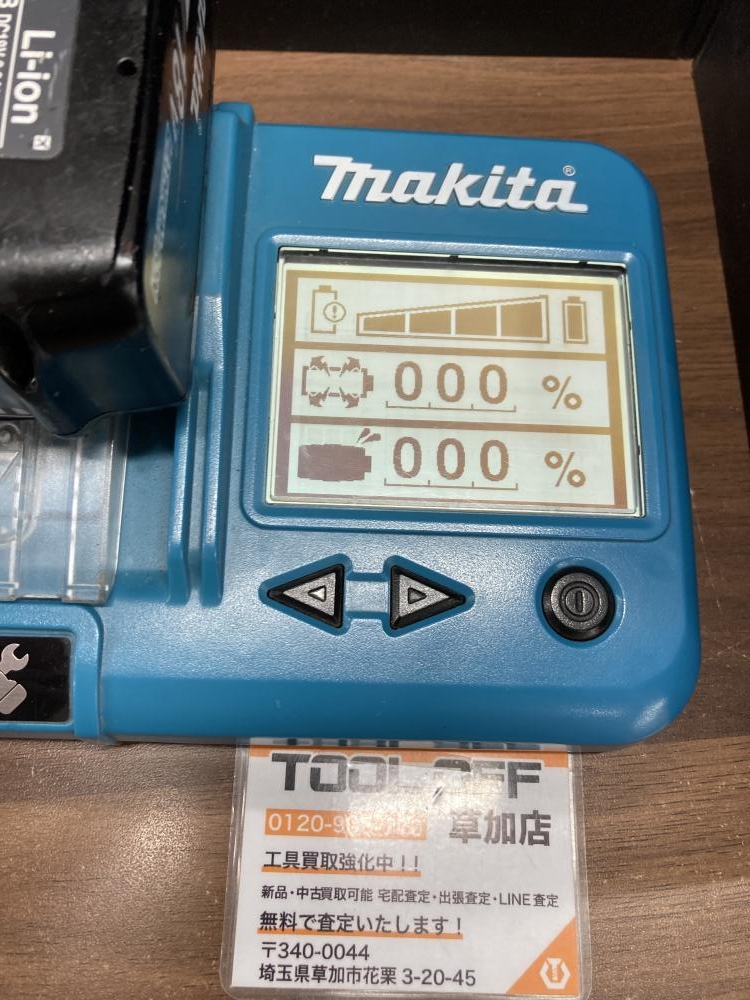 Li-ion
makita®
000 %
000 %
TOOL OFF
草加店
工具買取強化中！！
新品・中古買取可能 宅配査定・出張査定・LINE査定
無料で査定いたします！
〒340-0044
埼玉県草加市花栗 3-20-45